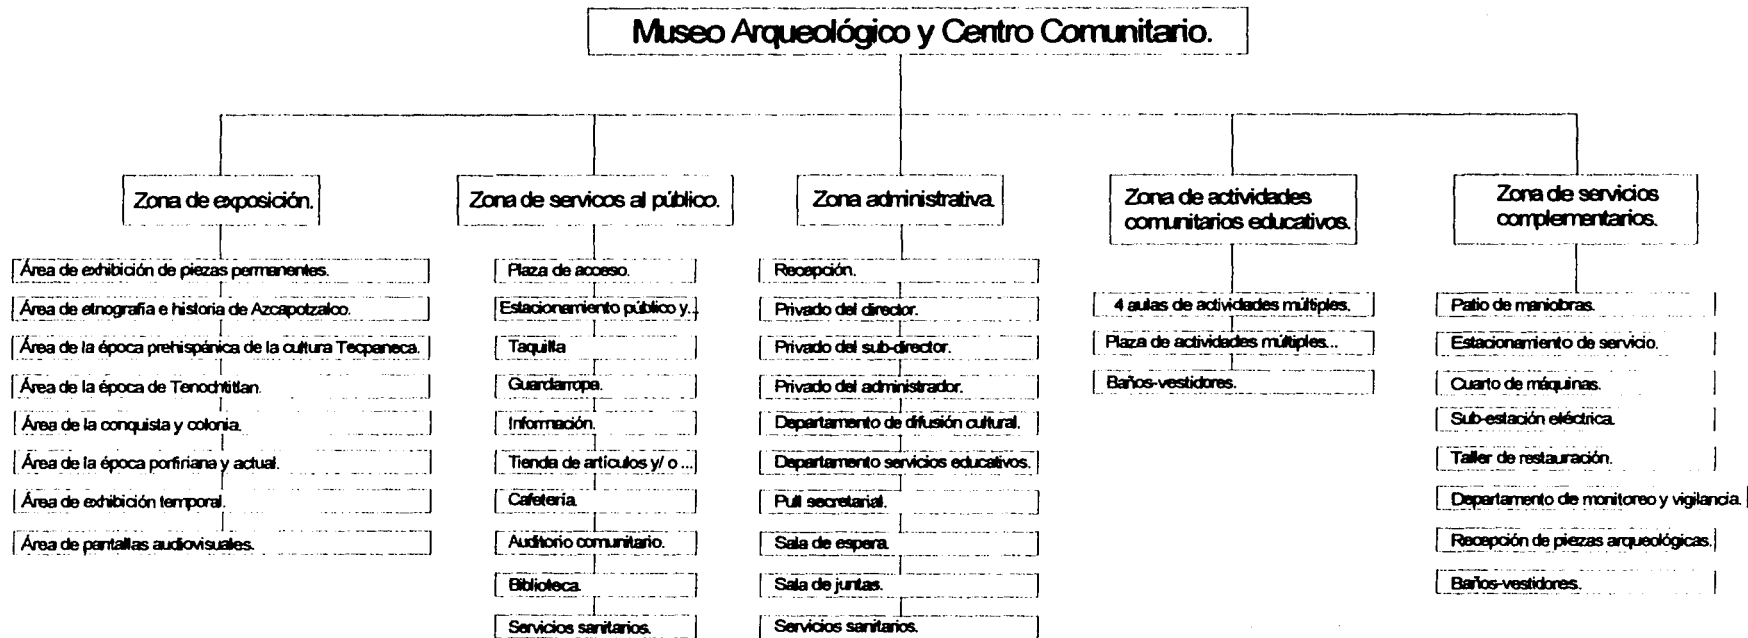 Museo Arqueológico y Centro Comunitario.
Zona de exposición.
Área de exhibición de piezas permanentes.
Área de etnografia e historia de Azcapotzalco.
Área de la época prehispánica de la cultura Tecpaneca.
Área de la época de Tenochtitlan.
Área de la conquista y colonia.
Área de la época porfiriana y actual.
Área de exhibición temporal.
Área de pantallas audiovisuales.
Zona de servicos al público.
Plaza de acceso.
Estacionamiento público y...
Taquilla
Guardarropa.
Información.
Tienda de artículos y/ o ...
Cafetería.
Auditorio comunitario.
Biblioteca.
Servicios sanitarios.
Zona administrativa.
Recepción.
Privado del director.
Privado del sub-director.
Privado del administrador.
Departamento de difusión cultural.
Departamento servicios educativos.
Pull secretarial.
Sala de espera.
Sala de juntas.
Servicios sanitarios.
Zona de actividades
comunitarios educativos.
4 aulas de actividades múltiples.
Plaza de actividades múltiples...
Baños-vestidores.
Zona de servicios
complementarios.
Patio de maniobras.
Estacionamiento de servicio.
Cuarto de máquinas.
Sub-estación eléctrica.
Taller de restauración.
Departamento de monitoreo y vigilancia.
Recepción de piezas arqueológicas.
Baños-vestidores.